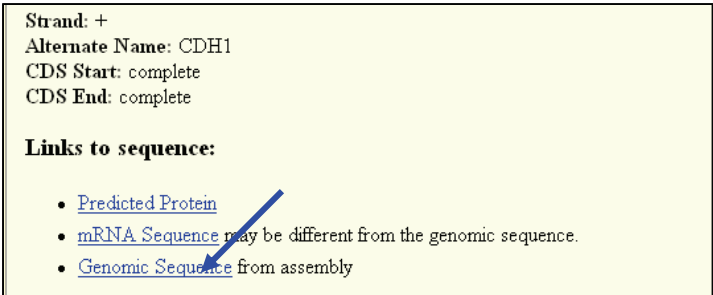 Strand: +
Alternate Name: CDH1
CDS Start: complete
CDS End: complete
Links to sequence:
• Predicted Protein
• mRNA Sequence may be different from the genomic sequence.
• Genomic Sequence from assembly